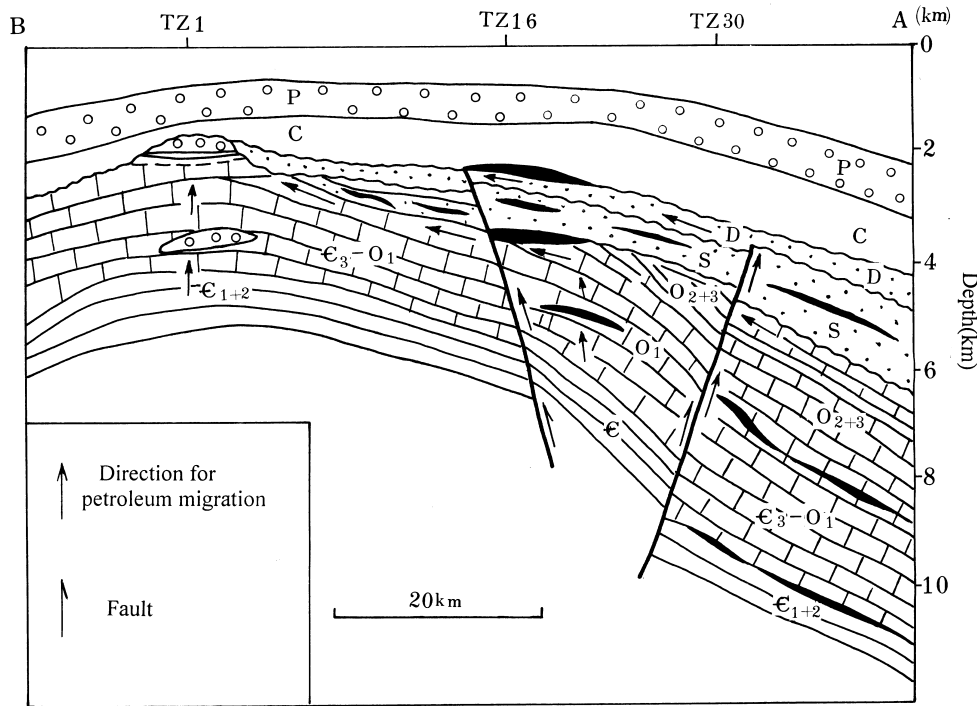 B TZ1 TZ16 TZ30 A (km)
0
P
C
2
P
D C
Є₃-O₁ S D
4
Є₁₊₂ O₂₊₃
S
O₁
Depth(km)
6
Є O₂₊₃
8
Direction for
petroleum migration
Є₃-O₁
10
20km
Fault
Є₁₊₂